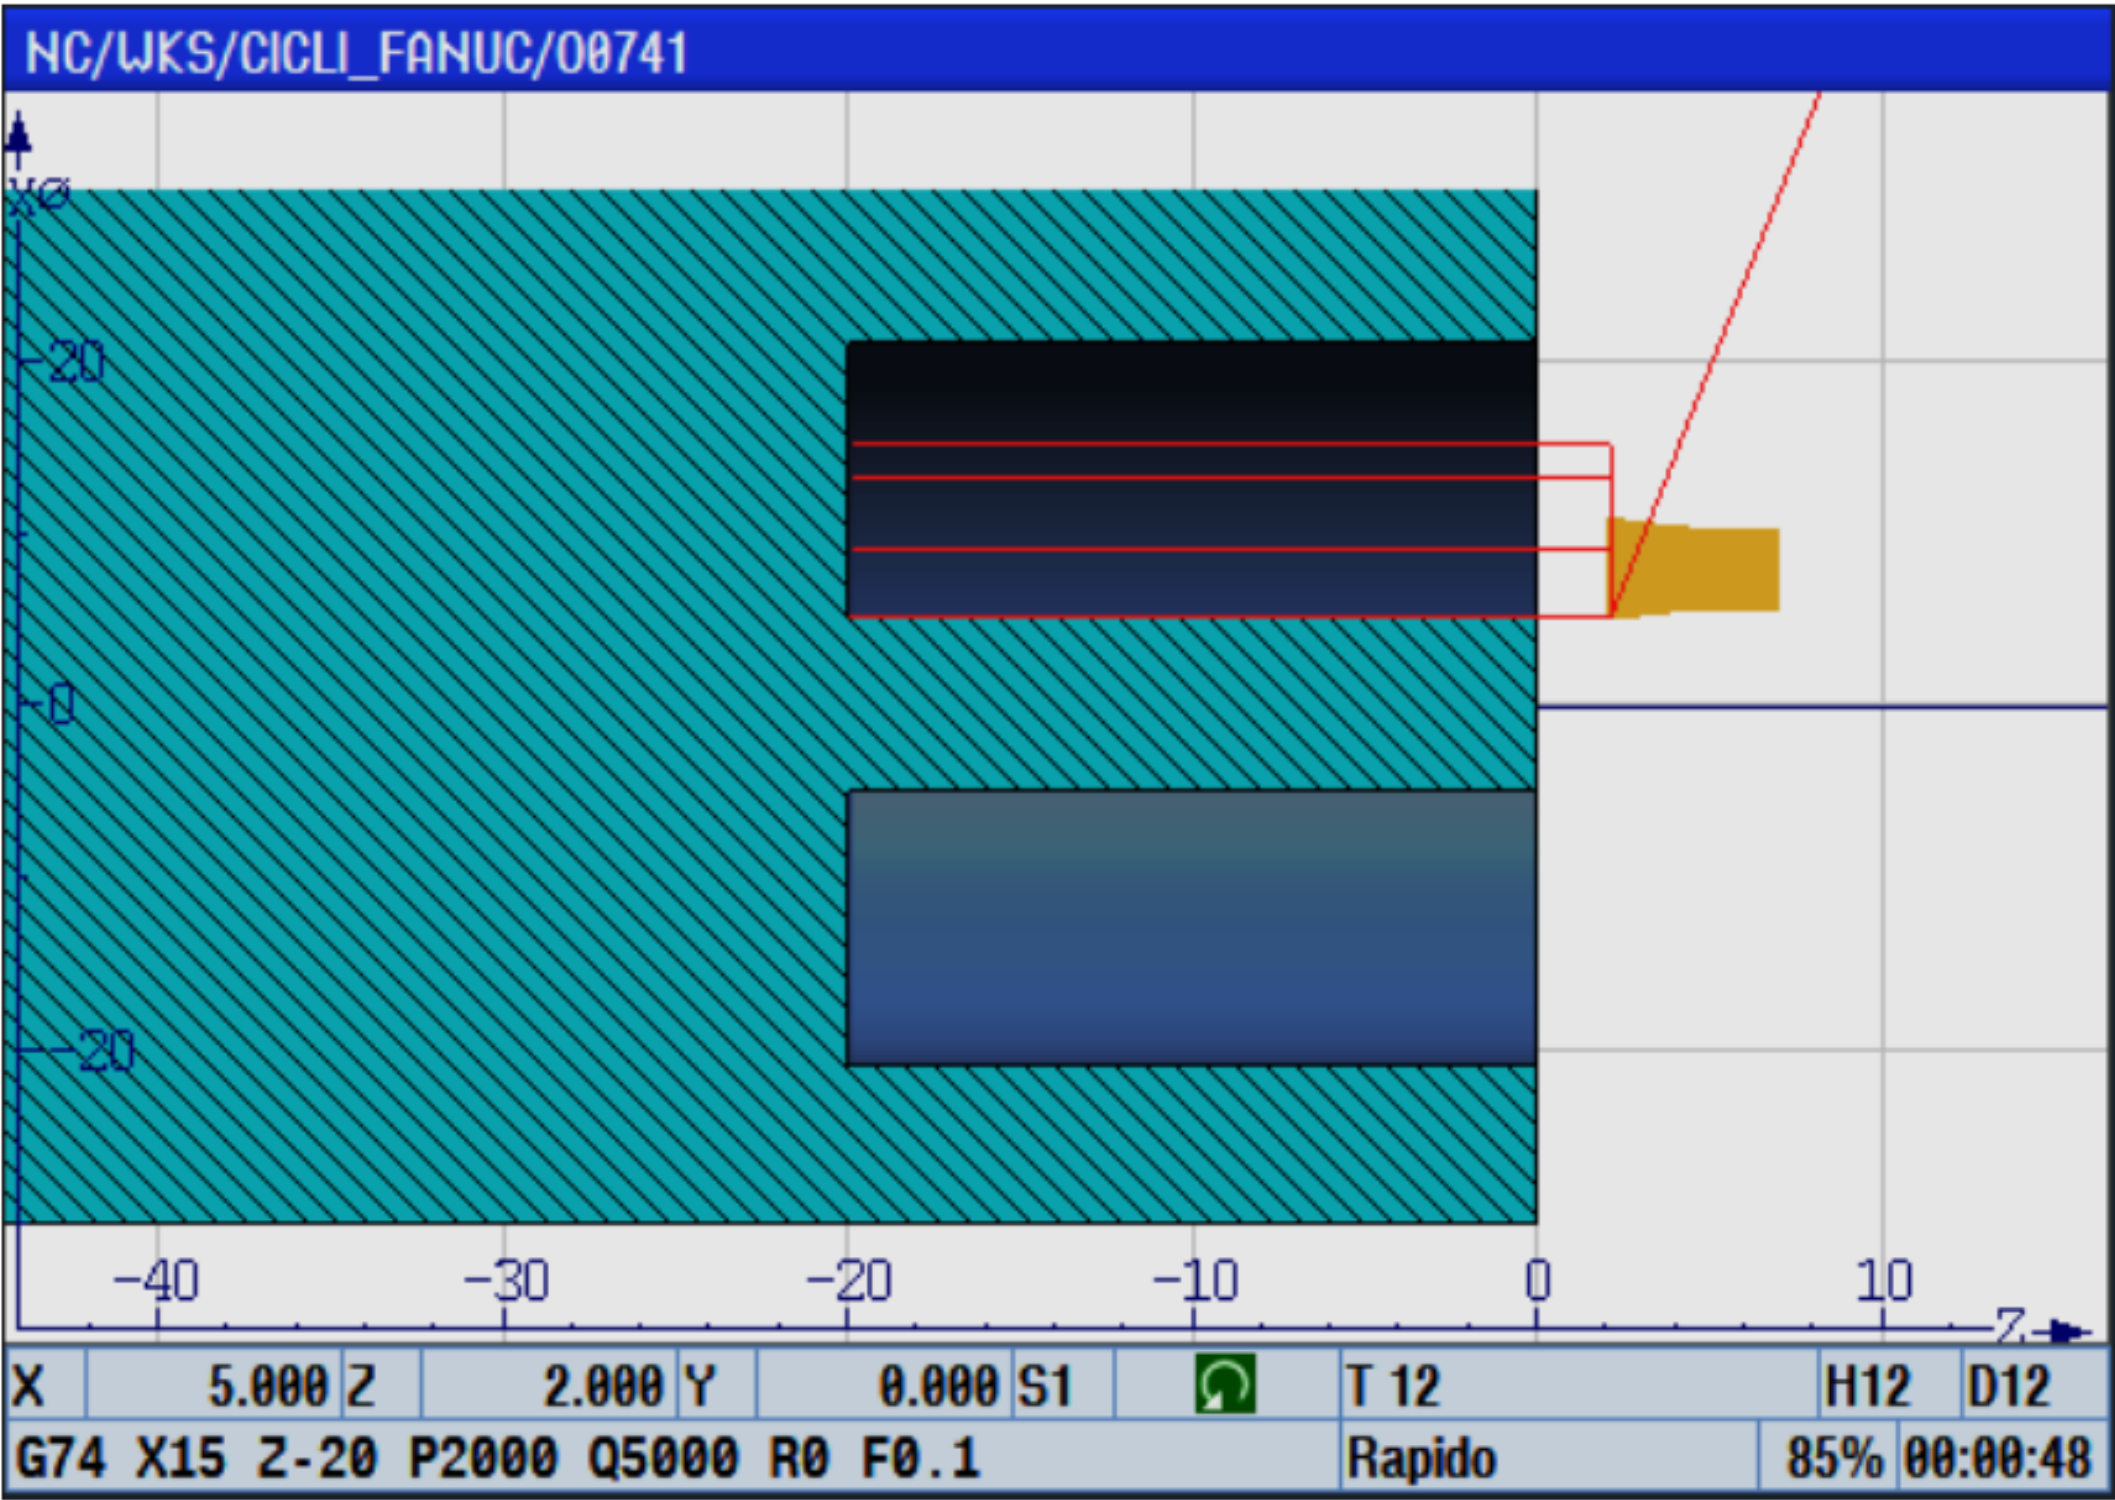 NC/WKS/CICLI_FANUC/O0741
XØ
20
0
-20
-40 -30 -20 -10 0 10
Z
X 5.000 Z 2.000 Y 0.000 S1 T 12 H12 D12
G74 X15 Z-20 P2000 Q5000 R0 F0.1 Rapido 85% 00:00:48